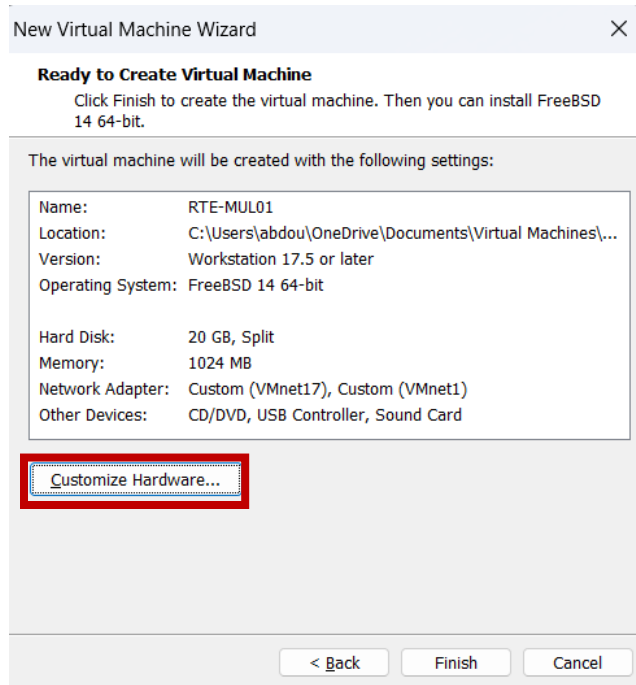 New Virtual Machine Wizard
Ready to Create Virtual Machine
Click Finish to create the virtual machine. Then you can install FreeBSD
14 64-bit.
The virtual machine will be created with the following settings:
Name: RTE-MUL01
Location: C:\Users\abdou\OneDrive\Documents\Virtual Machines\...
Version: Workstation 17.5 or later
Operating System: FreeBSD 14 64-bit
Hard Disk: 20 GB, Split
Memory: 1024 MB
Network Adapter: Custom (VMnet17), Custom (VMnet1)
Other Devices: CD/DVD, USB Controller, Sound Card
Customize Hardware...
< Back Finish Cancel